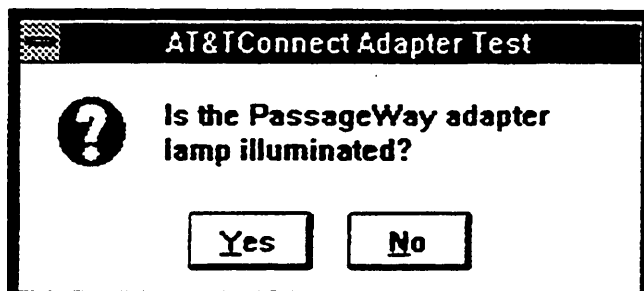 AT&TConnect Adapter Test
Is the PassageWay adapter
lamp illuminated?
Yes No